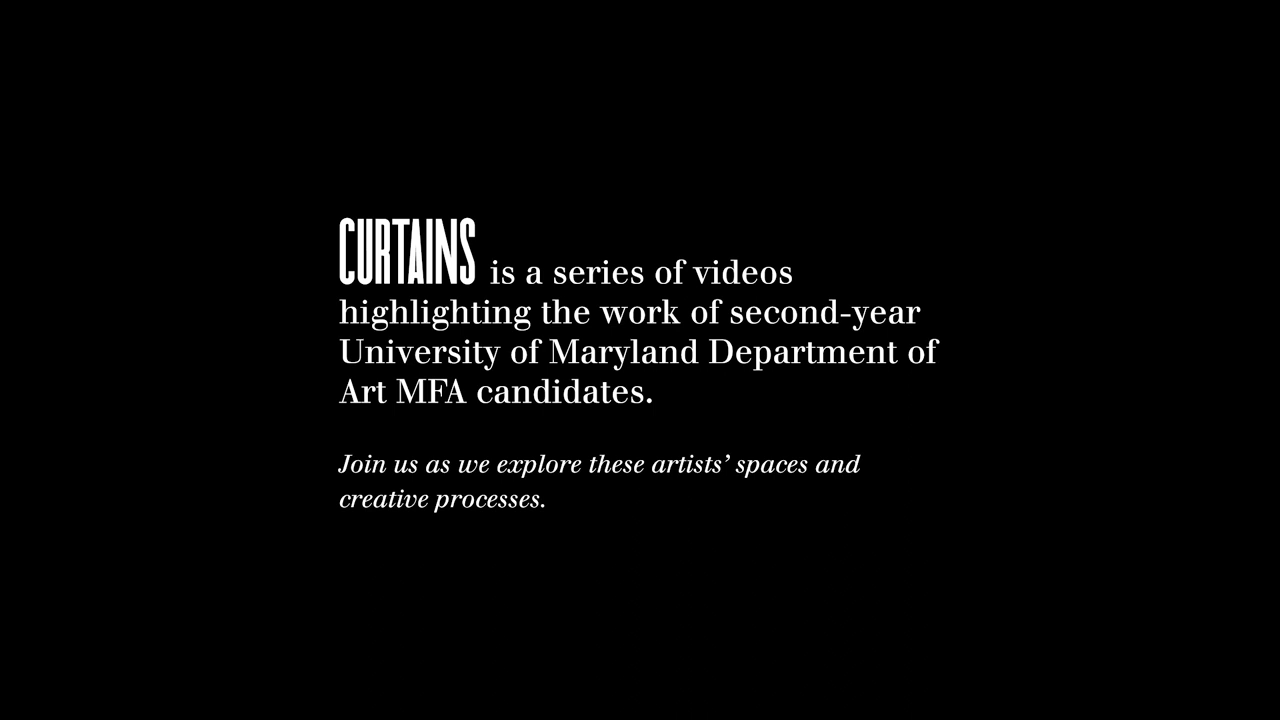 CURTAINS is a series of videos
highlighting the work of second-year
University of Maryland Department of
Art MFA candidates.
Join us as we explore these artists’ spaces and
creative processes.